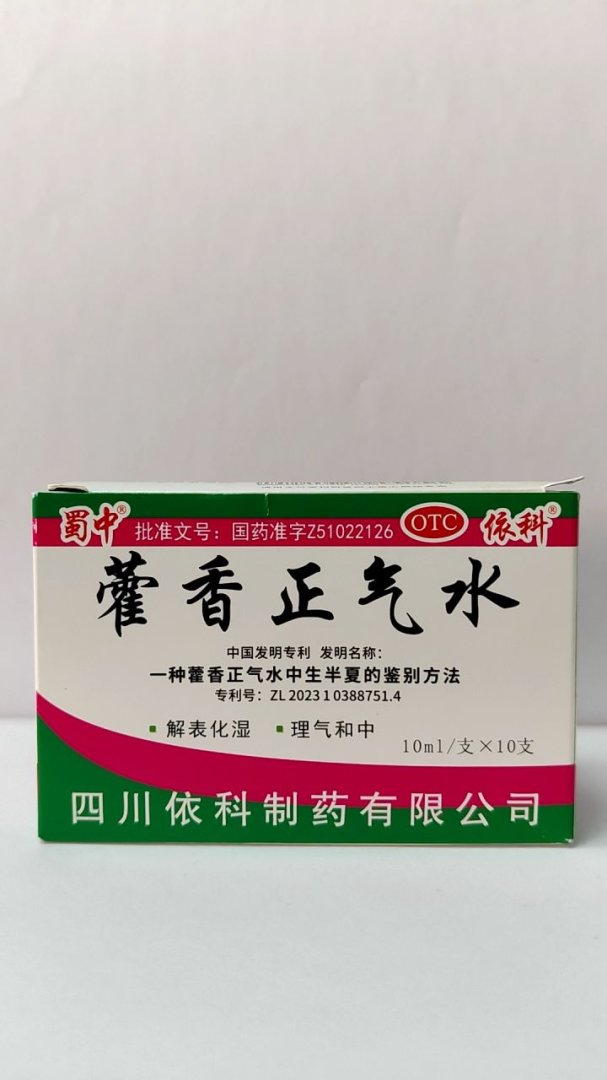 蜀中® 批准文号：国药准字Z51022126 OTC 依科®
藿香正气水
中国发明专利 发明名称：
一种藿香正气水中生半夏的鉴别方法
专利号：ZL 2023 1 0388751.4
▪ 解表化湿 ▪ 理气和中
10ml/支×10支
四川依科制药有限公司